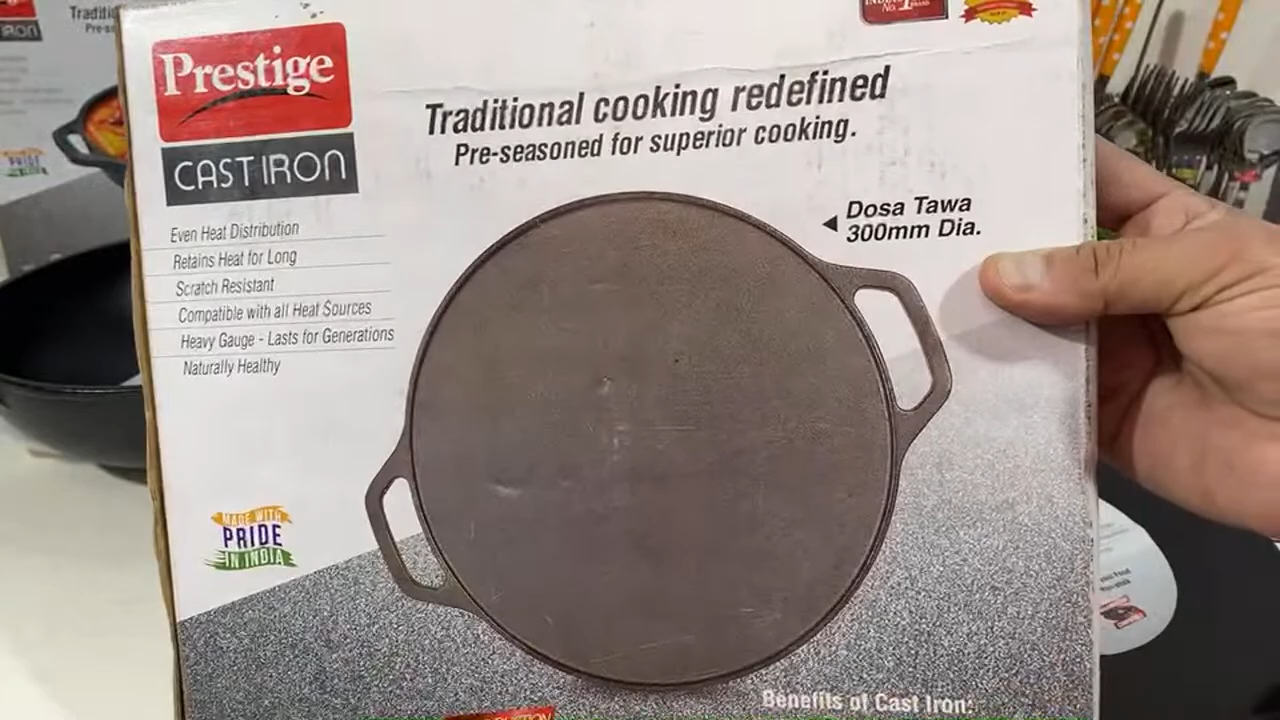 Prestige
CAST IRON
Traditional cooking redefined
Pre-seasoned for superior cooking.
Dosa Tawa
300mm Dia.
Even Heat Distribution
Retains Heat for Long
Scratch Resistant
Compatible with all Heat Sources
Heavy Gauge - Lasts for Generations
Naturally Healthy
MADE WITH
PRIDE
IN INDIA
Benefits of Cast Iron: